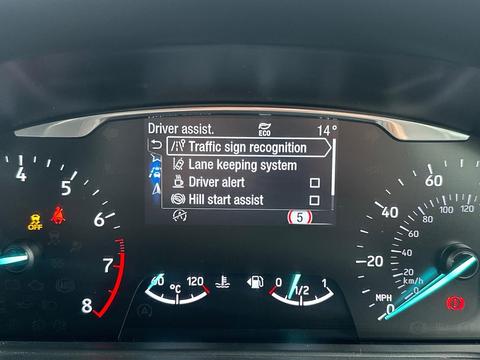 Driver assist.
ECO
14°
Traffic sign recognition
Lane keeping system
Driver alert
Hill start assist
5
4
5
6
7
8
OFF
60 °C 120
0 1/2 1
0
20
40
60
20
80
100
120
MPH
km/h
0